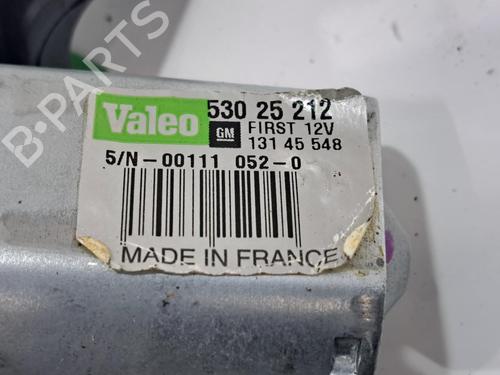 Valeo 530 25 212
GM FIRST 12V
131 45 548
S/N-00111 052-0
MADE IN FRANCE
B-PARTS